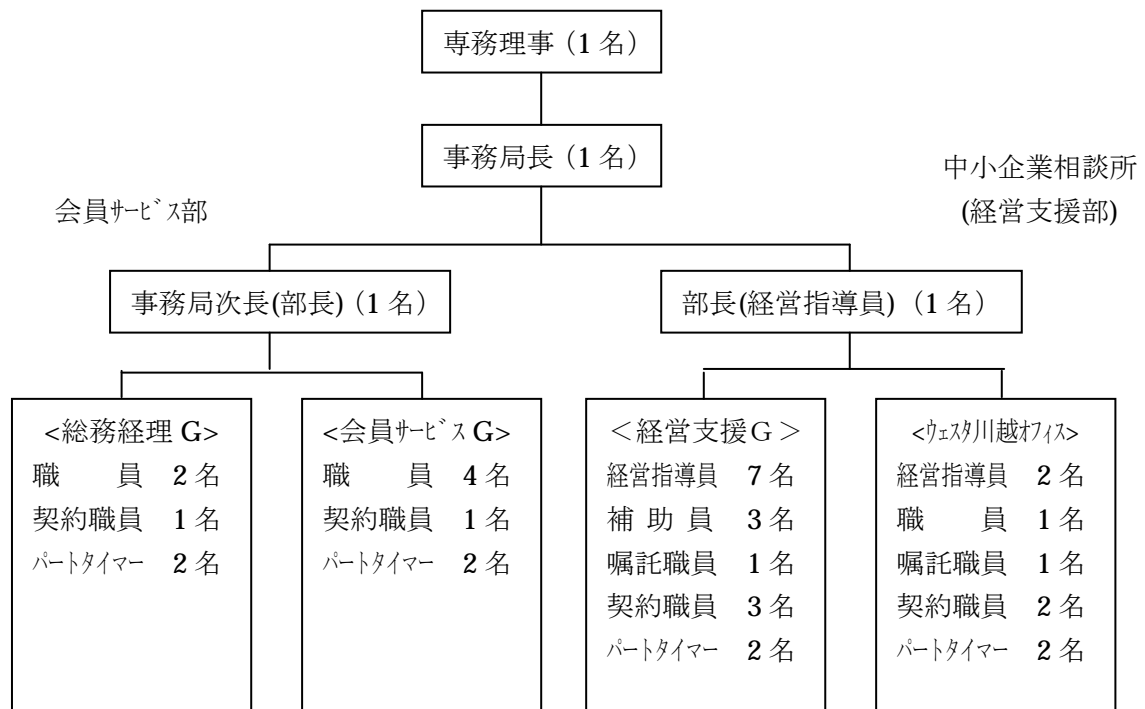 専務理事（1名）
事務局長（1名）
会員ｻｰﾋﾞｽ部
中小企業相談所
(経営支援部)
事務局次長(部長)（1名）
部長(経営指導員)（1名）
<総務経理 G>
職　　員　2名
契約職員　1名
ﾊﾟｰﾄﾀｲﾏｰ　2名
<会員ｻｰﾋﾞｽ G>
職　　員　4名
契約職員　1名
ﾊﾟｰﾄﾀｲﾏｰ　2名
＜経営支援Ｇ＞
経営指導員　7名
補 助 員　3名
嘱託職員　1名
契約職員　3名
ﾊﾟｰﾄﾀｲﾏｰ　2名
<ｳｪｽﾀ川越ｵﾌｨｽ>
経営指導員　2名
職　　員　1名
嘱託職員　1名
契約職員　2名
ﾊﾟｰﾄﾀｲﾏｰ　2名